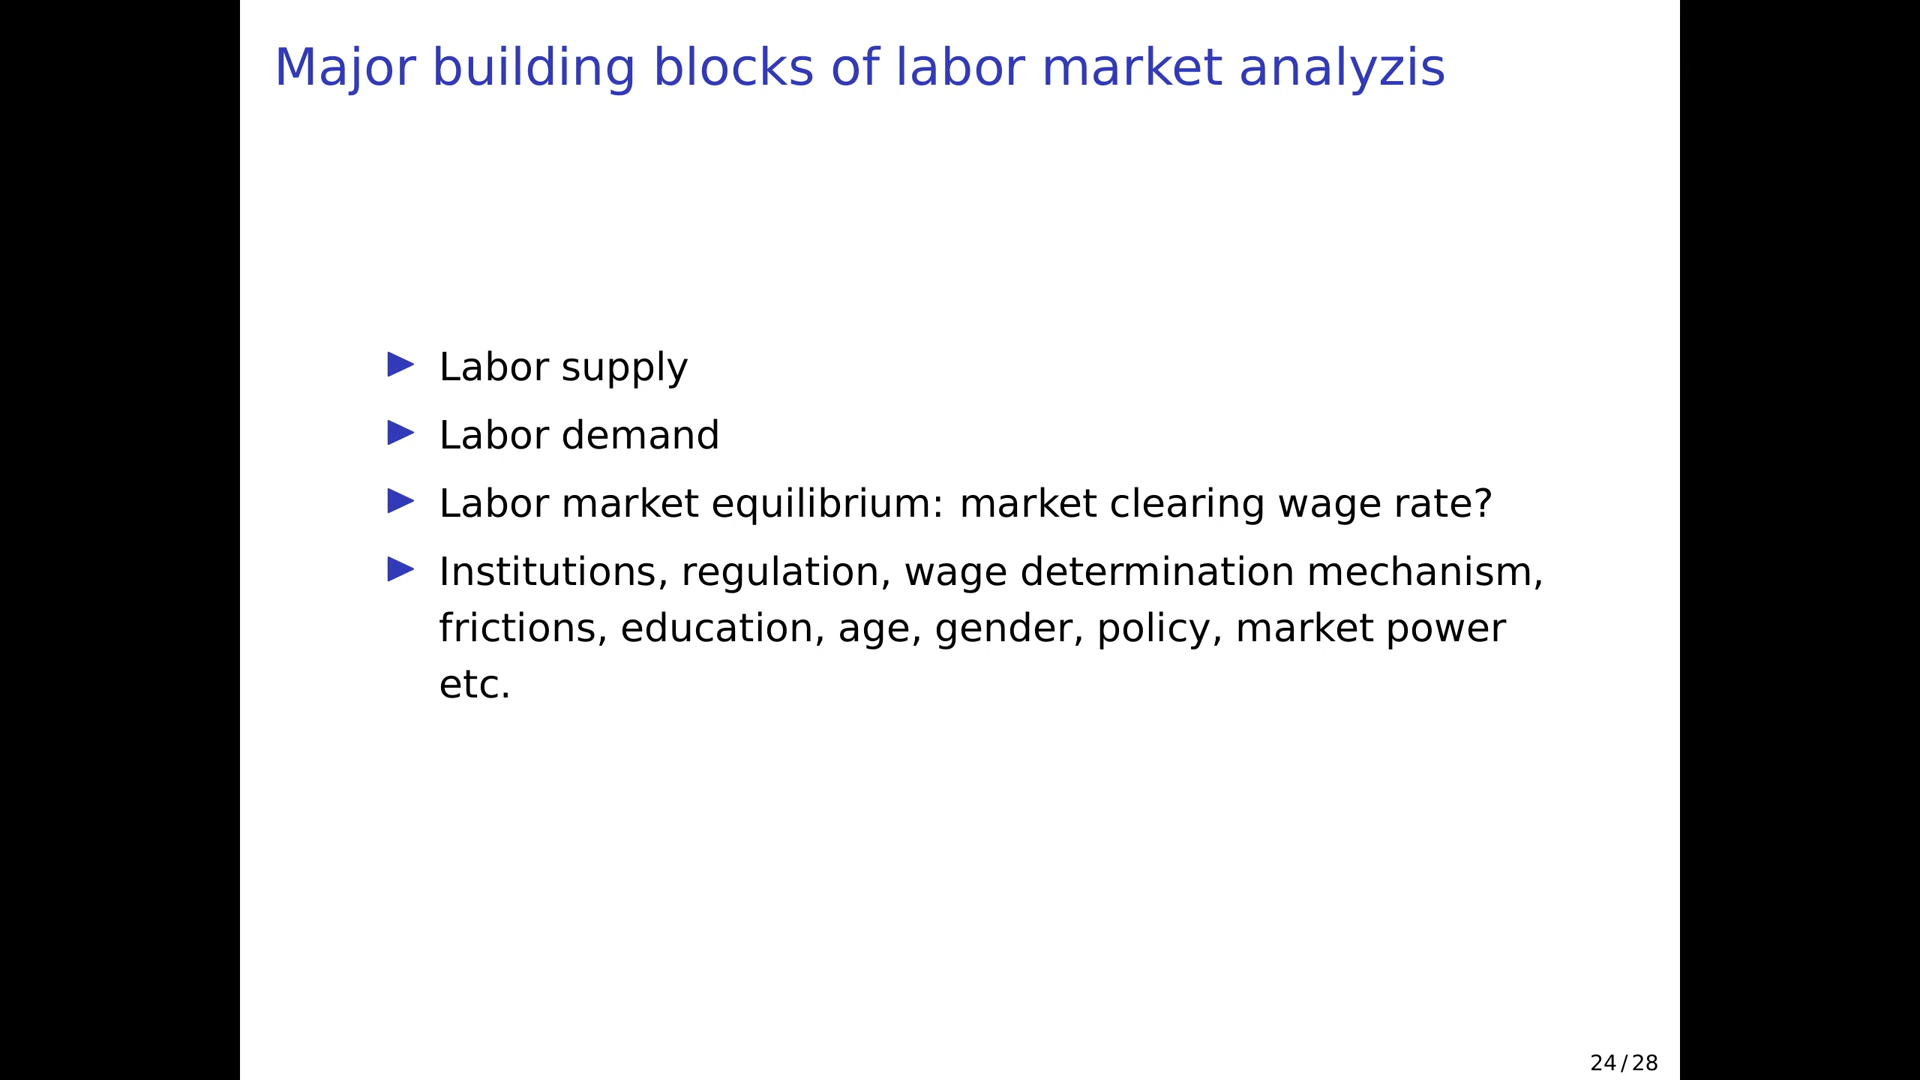 Major building blocks of labor market analyzis
Labor supply
Labor demand
Labor market equilibrium: market clearing wage rate?
Institutions, regulation, wage determination mechanism,
frictions, education, age, gender, policy, market power
etc.
24 / 28